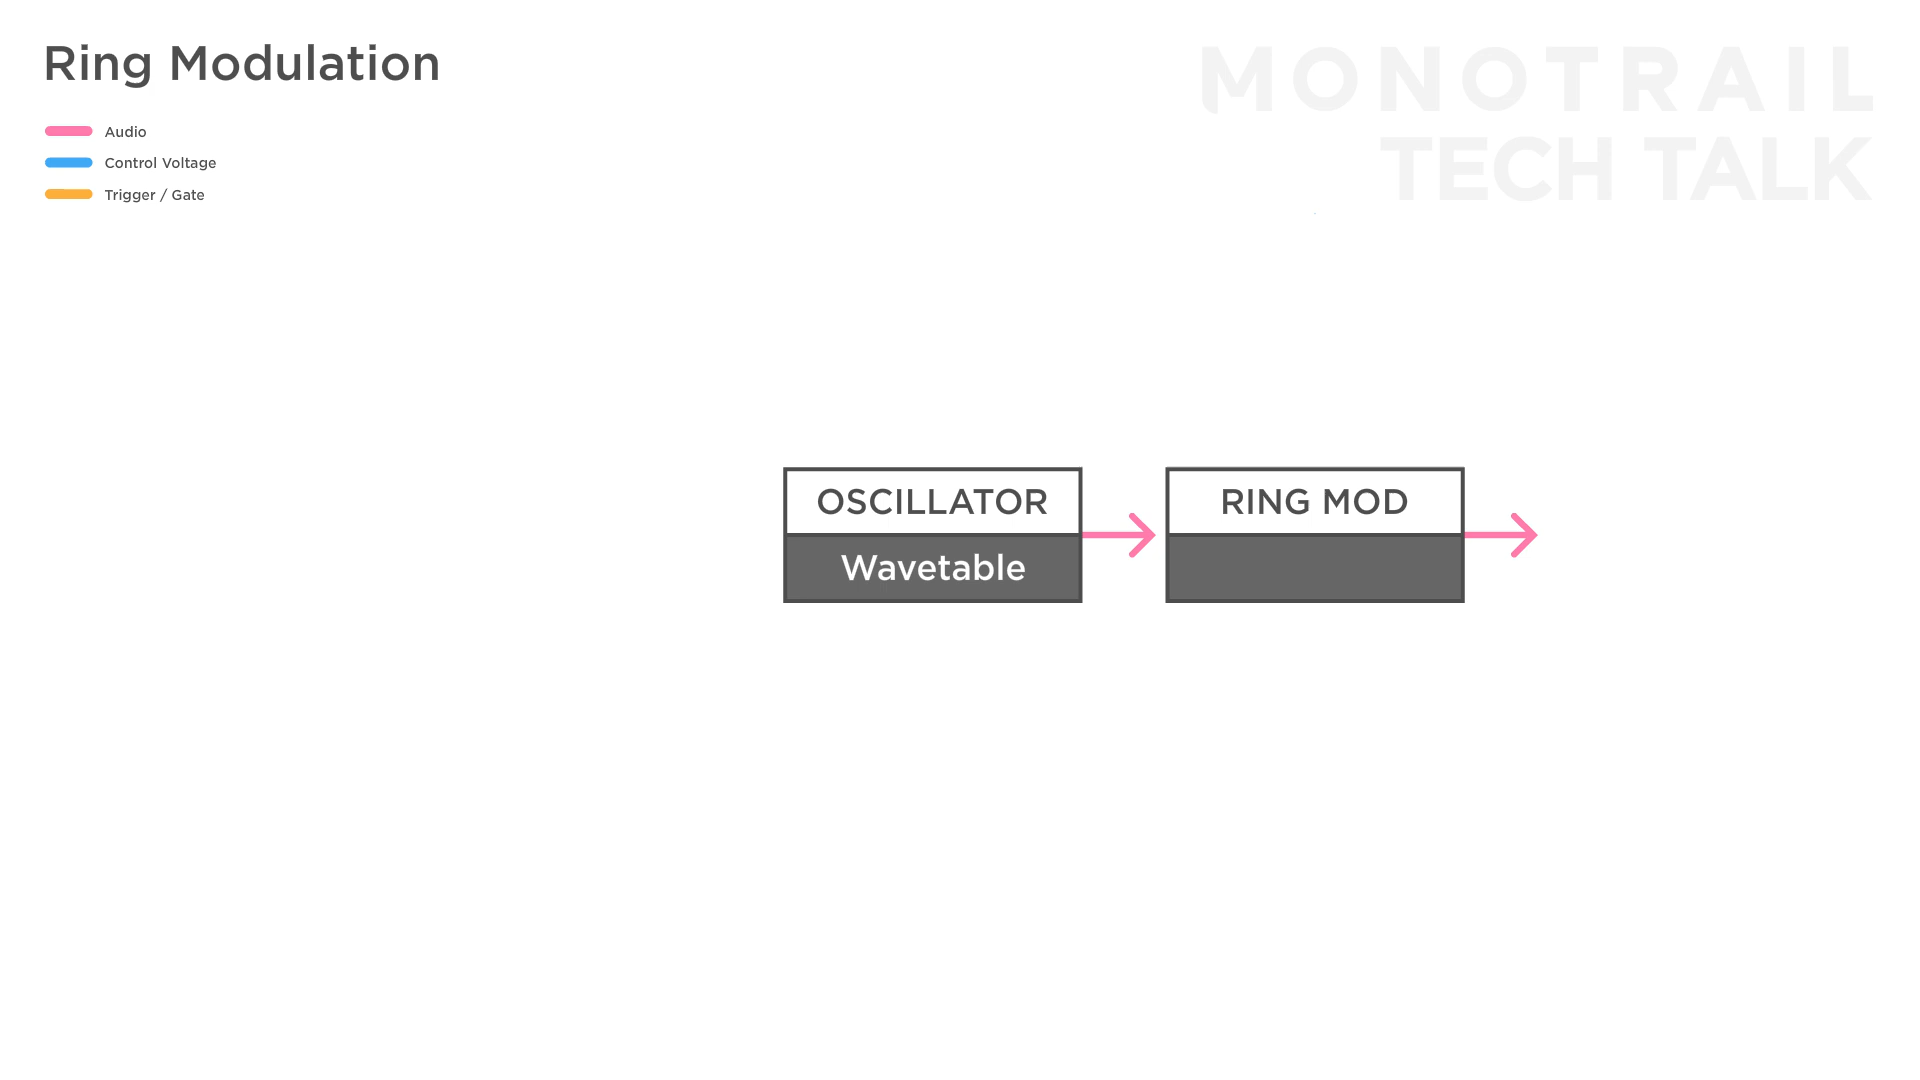 Ring Modulation
MONOTRAIL
TECH TALK
Audio
Control Voltage
Trigger / Gate
OSCILLATOR
Wavetable
RING MOD